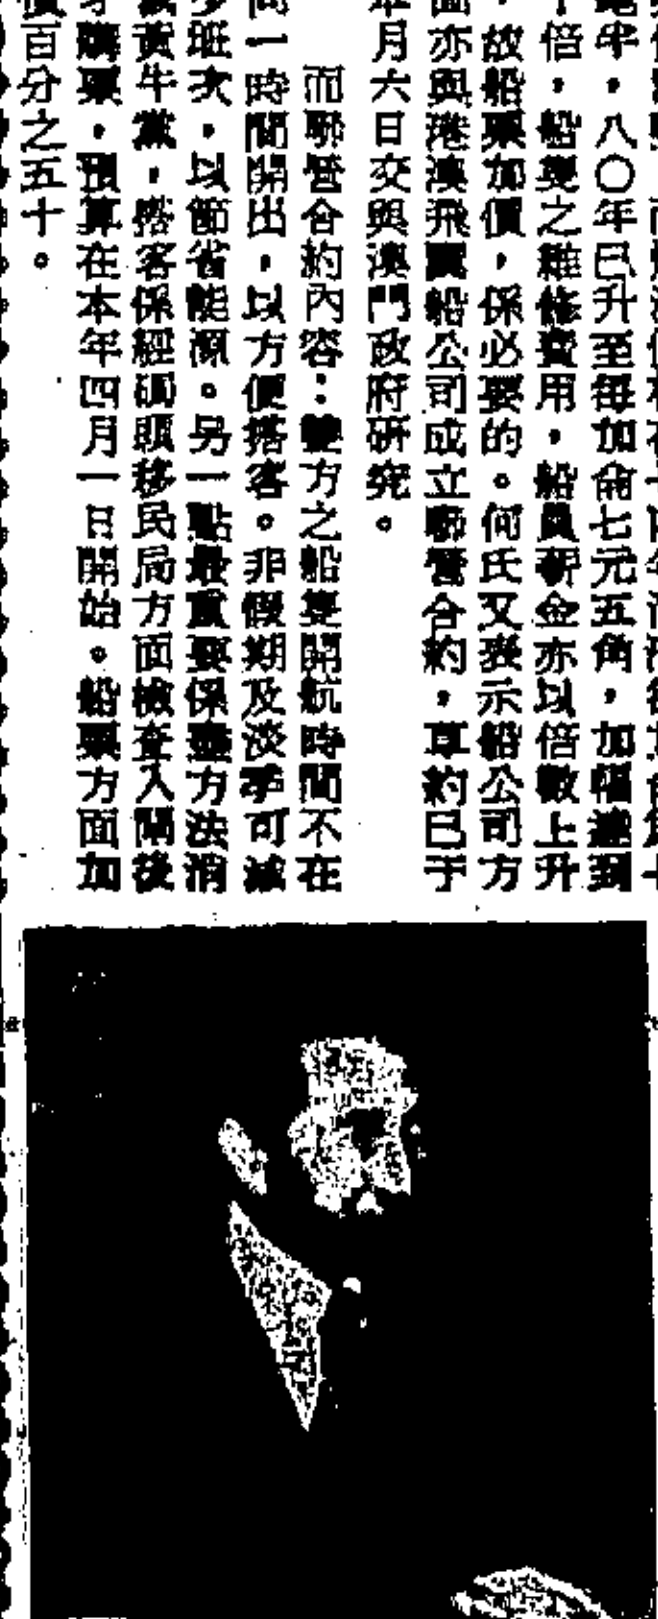 毫半，八〇年已升至每加侖七元五角，加幅達到
倍，船隻之維修費用，船員薪金亦以倍數上升
，故船票加價，係必要的。何氏又表示船公司方
面亦與港澳飛翼船公司成立聯營合約，草約已于
本月六日交與澳門政府研究。
而聯營合約內容：雙方之船隻開航時間不在
同一時間開出，以方便搭客。非假期及淡季可減
少班次，以節省能源。另一點最重要係盡方法消
滅黃牛黨，搭客係經碼頭移民局方面檢查入閘後
才購票，預算在本年四月一日開始。船票方面加
價百分之五十。